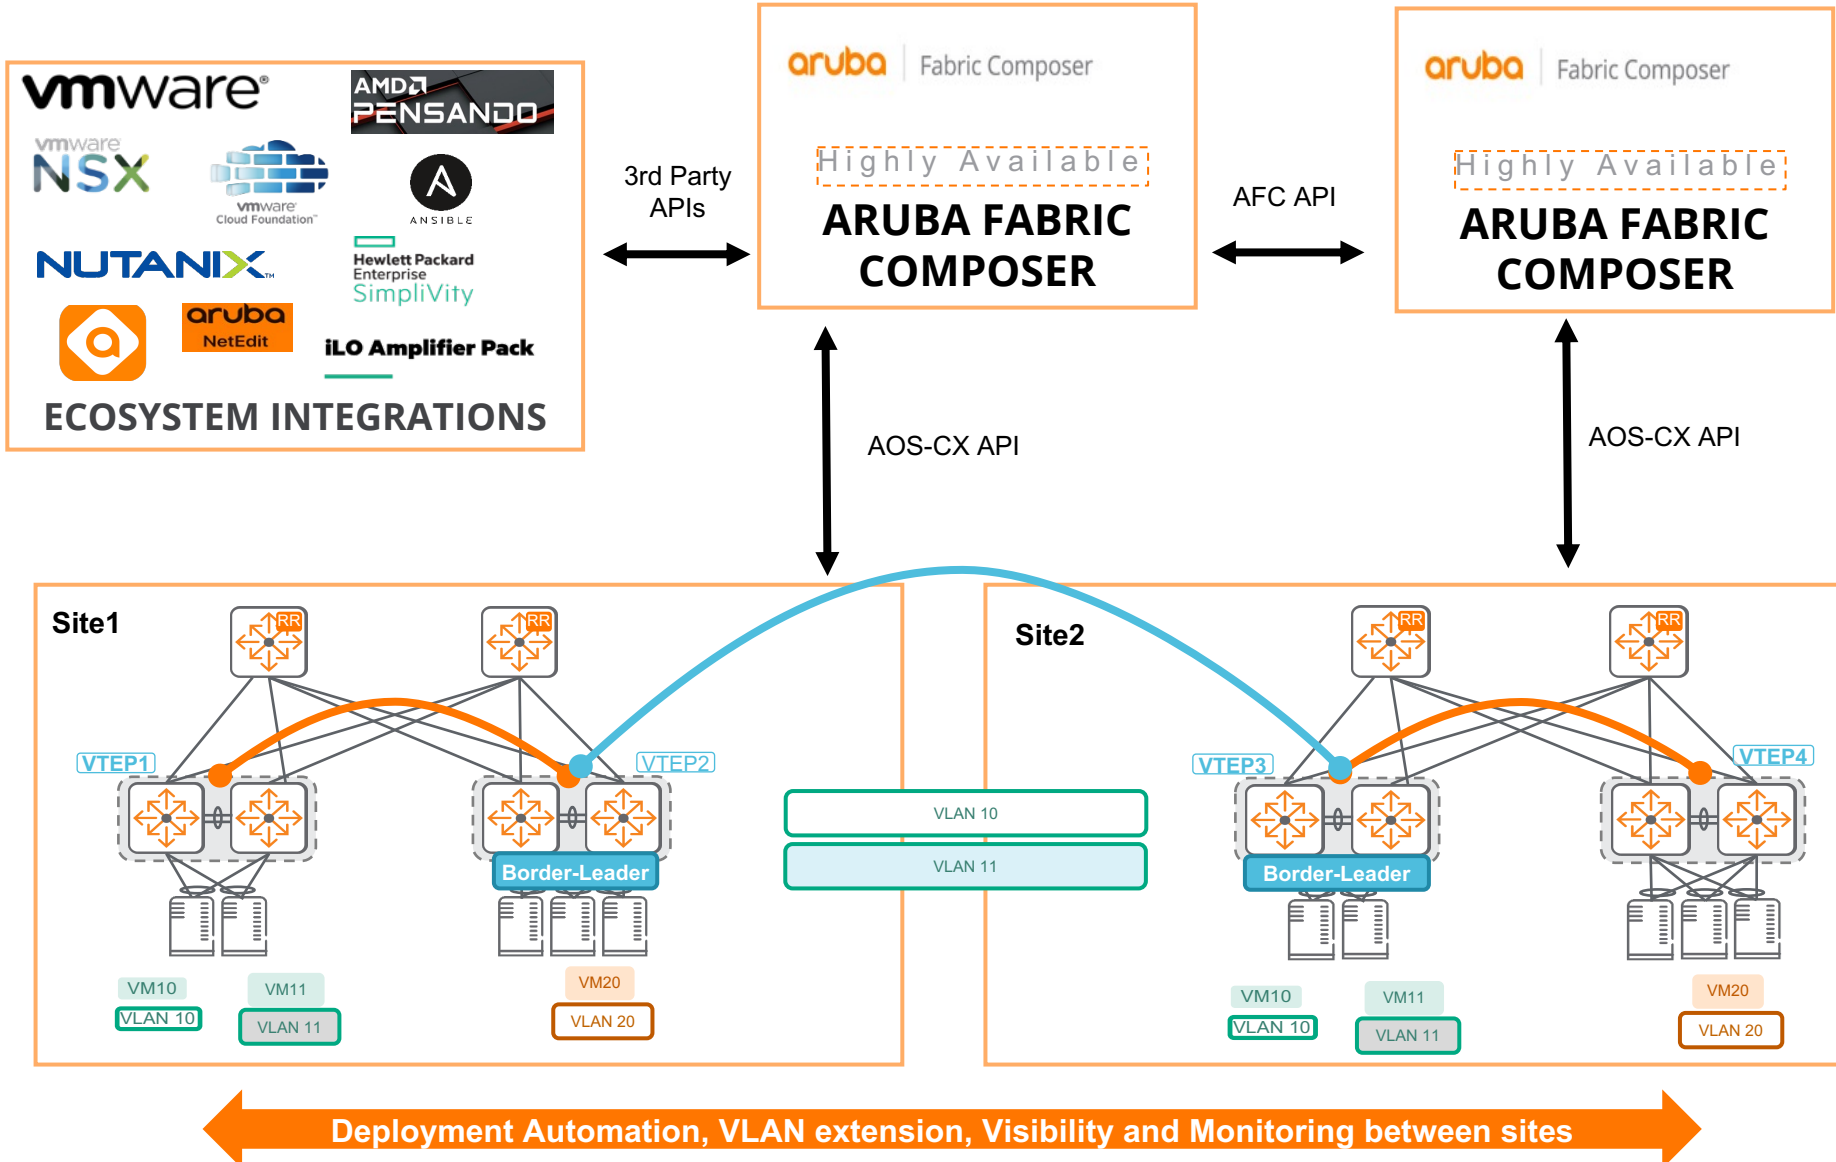 vmware®
AMD
PENSANDO
vmware
NSX
vmware
Cloud Foundation™
A
ANSIBLE
NUTANIX™
Hewlett Packard
Enterprise
SimpliVity
a
aruba
NetEdit
iLO Amplifier Pack
ECOSYSTEM INTEGRATIONS
3rd Party
APIs
aruba | Fabric Composer
Highly Available
ARUBA FABRIC
COMPOSER
AFC API
aruba | Fabric Composer
Highly Available
ARUBA FABRIC
COMPOSER
AOS-CX API
AOS-CX API
Site1
RR
RR
VTEP1
VTEP2
Border-Leader
VM10
VLAN 10
VM11
VLAN 11
VM20
VLAN 20
VLAN 10
VLAN 11
Site2
RR
RR
VTEP3
VTEP4
Border-Leader
VM10
VLAN 10
VM11
VLAN 11
VM20
VLAN 20
Deployment Automation, VLAN extension, Visibility and Monitoring between sites